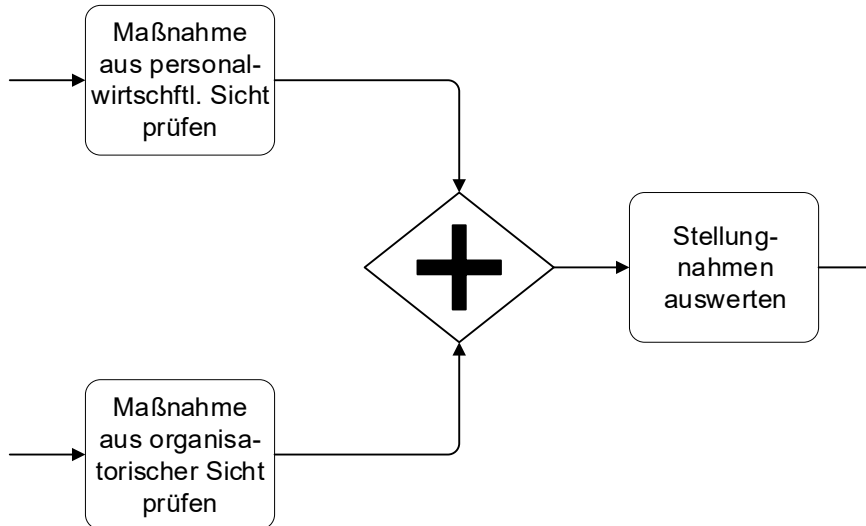 Maßnahme
aus personal-
wirtschftl. Sicht
prüfen
Stellung-
nahmen
auswerten
Maßnahme
aus organisa-
torischer Sicht
prüfen